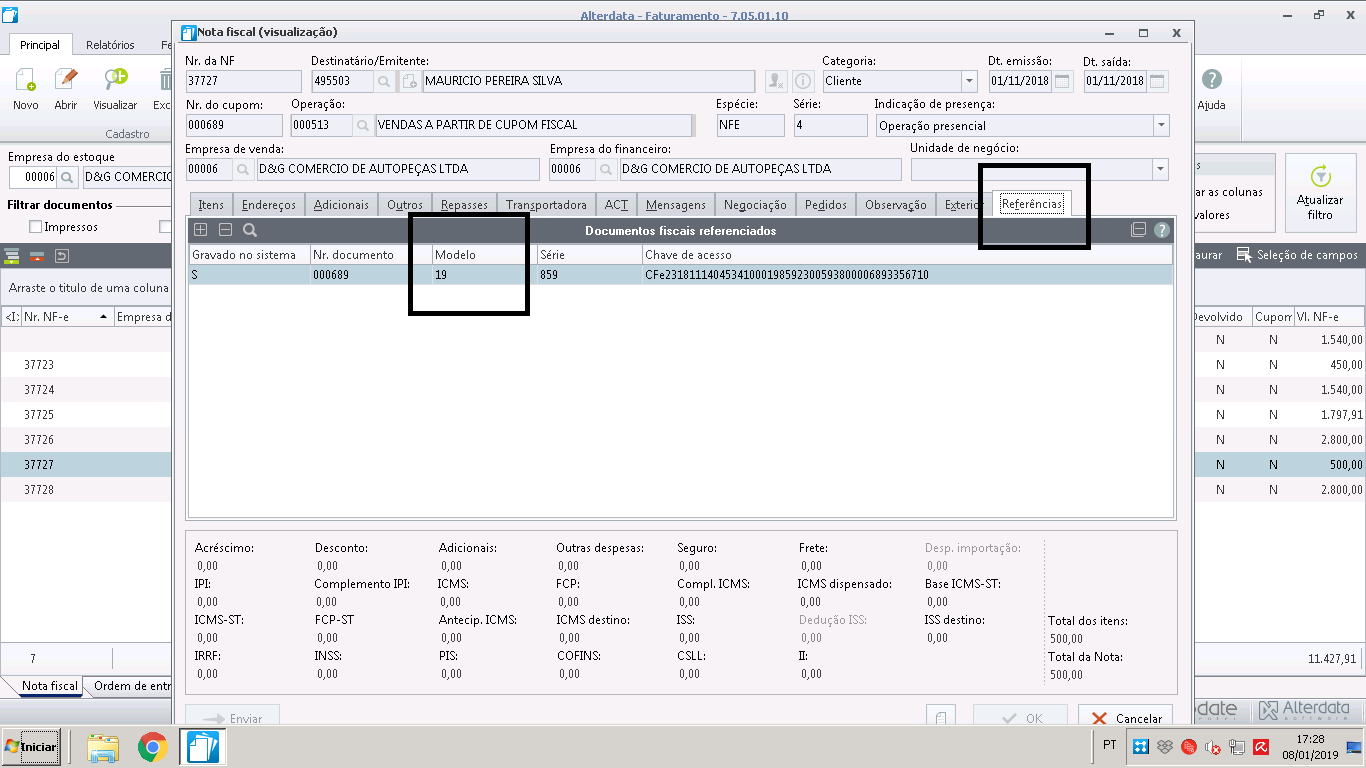 Alterdata - Faturamento - 7.05.01.10
Principal Relatórios Fe
Novo Abrir Visualizar Exc
Cadastro
Ajuda
Empresa do estoque
00006 D&G COMERCIO
Filtrar documentos
Impressos
s
ar as colunas
valores
Atualizar
filtro
aurar Seleção de campos
Arraste o titulo de uma coluna
<I: Nr. NF-e Empresa d
Devolvido Cupom Vl. NF-e
N N 1.540,00
37723 N N 450,00
37724 N N 1.540,00
37725 N N 1.797,91
37726 N N 2.800,00
37727 N N 500,00
37728 N N 2.800,00
7 11.427,91
Nota fiscal Ordem de entr
Nota fiscal (visualização)
Nr. da NF Destinatário/Emitente: Categoria: Dt. emissão: Dt. saída:
37727 495503 MAURICIO PEREIRA SILVA Cliente 01/11/2018 01/11/2018
Nr. do cupom: Operação: Espécie: Série: Indicação de presença:
000689 000513 VENDAS A PARTIR DE CUPOM FISCAL NFE 4 Operação presencial
Empresa de venda: Empresa do financeiro: Unidade de negócio:
00006 D&G COMERCIO DE AUTOPEÇAS LTDA 00006 D&G COMERCIO DE AUTOPEÇAS LTDA
Itens Endereços Adicionais Outros Repasses Transportadora ACT Mensagens Negociação Pedidos Observação Exterio Referências
Documentos fiscais referenciados
Gravado no sistema Nr. documento Modelo Série Chave de acesso
S 000689 19 859 CFe23181114045341000198592300593800006893356710
Acréscimo: Desconto: Adicionais: Outras despesas: Seguro: Frete: Desp. importação:
0,00 0,00 0,00 0,00 0,00 0,00 0,00
IPI: Complemento IPI: ICMS: FCP: Compl. ICMS: ICMS dispensado: Base ICMS-ST:
0,00 0,00 0,00 0,00 0,00 0,00 0,00
ICMS-ST: FCP-ST Antecip. ICMS: ICMS destino: ISS: Dedução ISS: ISS destino: Total dos itens:
0,00 0,00 0,00 0,00 0,00 0,00 0,00 500,00
IRRF: INSS: PIS: COFINS: CSLL: II: Total da Nota:
0,00 0,00 0,00 0,00 0,00 0,00 500,00
Enviar OK Cancelar
Alterdata
software
Iniciar
PT
17:28
08/01/2019